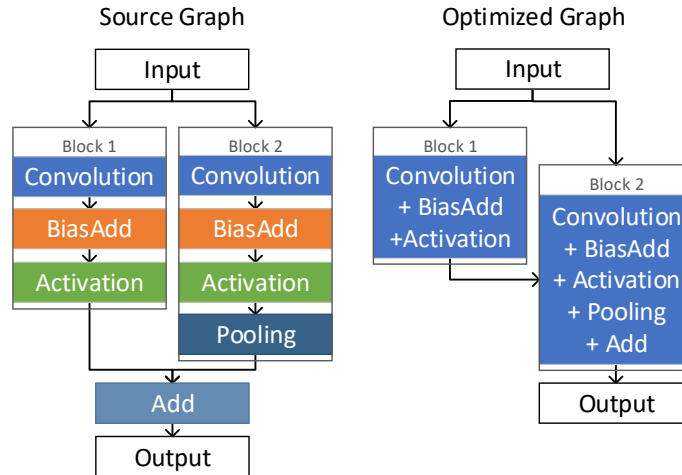 Source Graph
Input
Block 1
Convolution
BiasAdd
Activation
Block 2
Convolution
BiasAdd
Activation
Pooling
Add
Output
Optimized Graph
Input
Block 1
Convolution
+ BiasAdd
+Activation
Block 2
Convolution
+ BiasAdd
+ Activation
+ Pooling
+ Add
Output